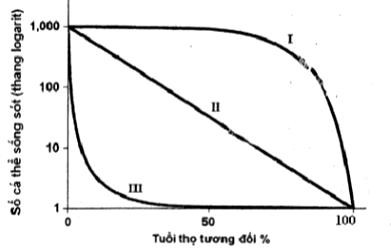 Số cá thể sống sót (thang logarit)
1,000
100
10
1
I
II
III
0
50
100
Tuổi thọ tương đối %